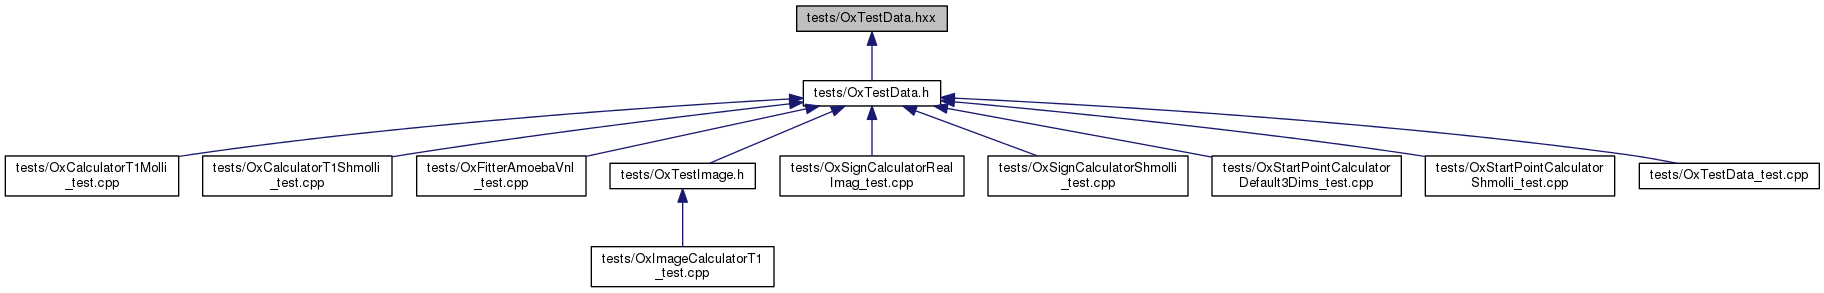 tests/OxTestData.hxx
tests/OxTestData.h
tests/OxCalculatorT1Molli
_test.cpp
tests/OxCalculatorT1Shmolli
_test.cpp
tests/OxFitterAmoebaVnl
_test.cpp
tests/OxTestImage.h
tests/OxSignCalculatorReal
Imag_test.cpp
tests/OxSignCalculatorShmolli
_test.cpp
tests/OxStartPointCalculator
Default3Dims_test.cpp
tests/OxStartPointCalculator
Shmolli_test.cpp
tests/OxTestData_test.cpp
tests/OxImageCalculatorT1
_test.cpp